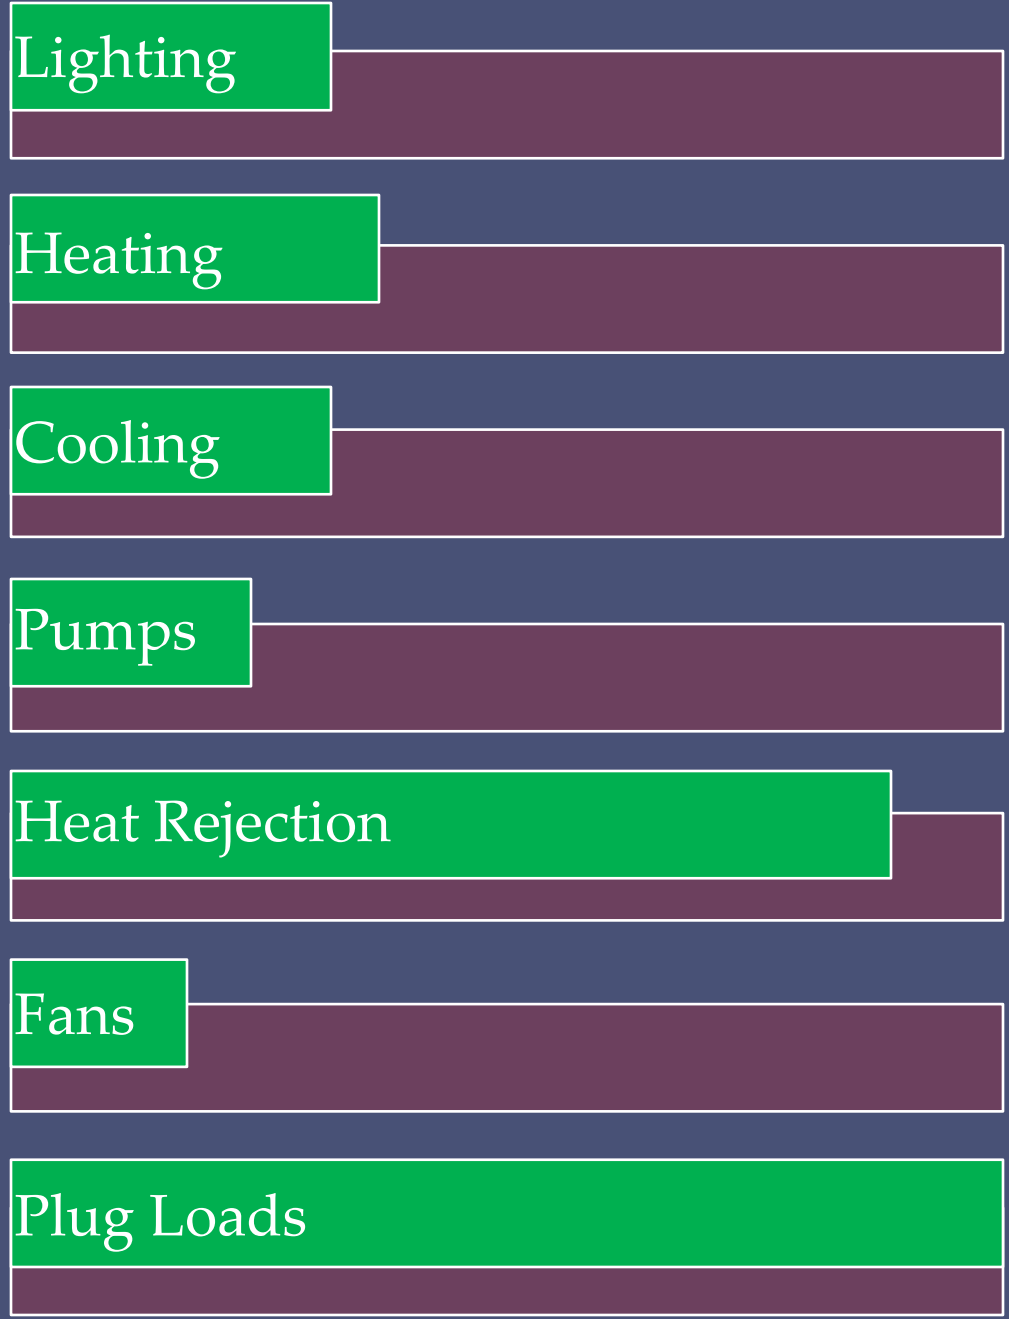 Lighting
Heating
Cooling
Pumps
Heat Rejection
Fans
Plug Loads